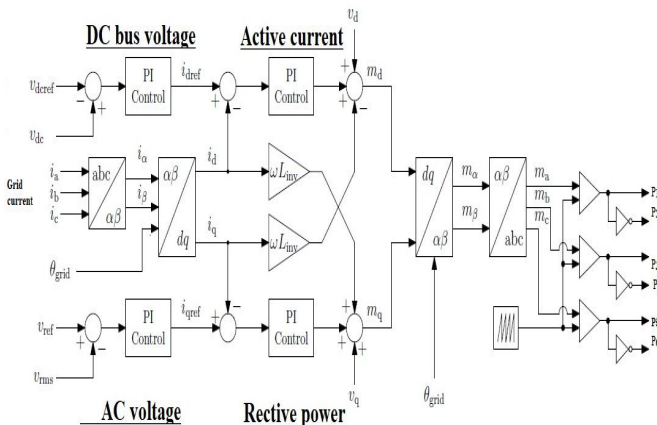 DC bus voltage
Active current
v_d
v_dcref
PI Control
i_dref
PI Control
m_d
v_dc
Grid current
i_a
i_b
i_c
abc
αβ
i_α
i_β
αβ
dq
i_d
i_q
ωL_inv
ωL_inv
θ_grid
dq
αβ
m_α
m_β
αβ
abc
m_a
m_b
m_c
P1
v_ref
PI Control
i_qref
PI Control
m_q
v_rms
v_q
θ_grid
AC voltage
Rective power